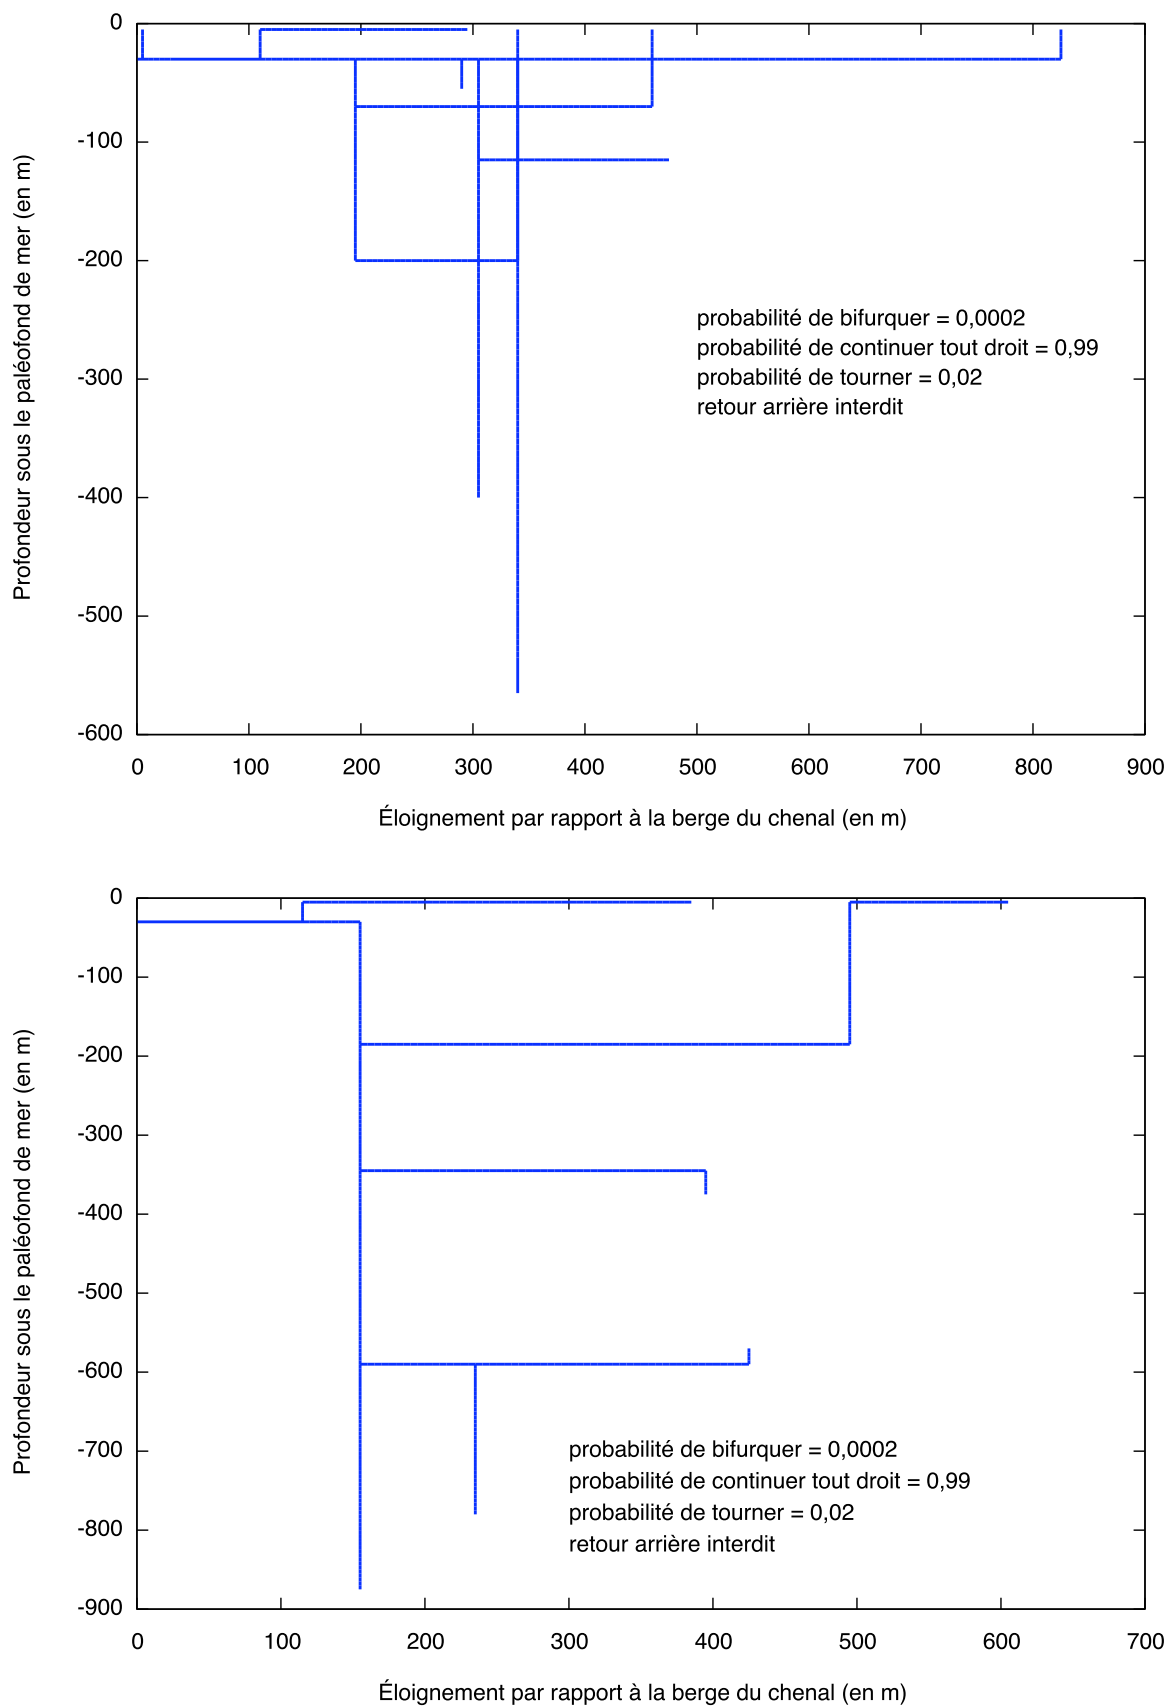 0
-100
-200
-300
-400
-500
-600
Profondeur sous le paléofond de mer (en m)
probabilité de bifurquer = 0,0002
probabilité de continuer tout droit = 0,99
probabilité de tourner = 0,02
retour arrière interdit
0 100 200 300 400 500 600 700 800 900
Éloignement par rapport à la berge du chenal (en m)
0
-100
-200
-300
-400
-500
-600
-700
-800
-900
Profondeur sous le paléofond de mer (en m)
probabilité de bifurquer = 0,0002
probabilité de continuer tout droit = 0,99
probabilité de tourner = 0,02
retour arrière interdit
0 100 200 300 400 500 600 700
Éloignement par rapport à la berge du chenal (en m)